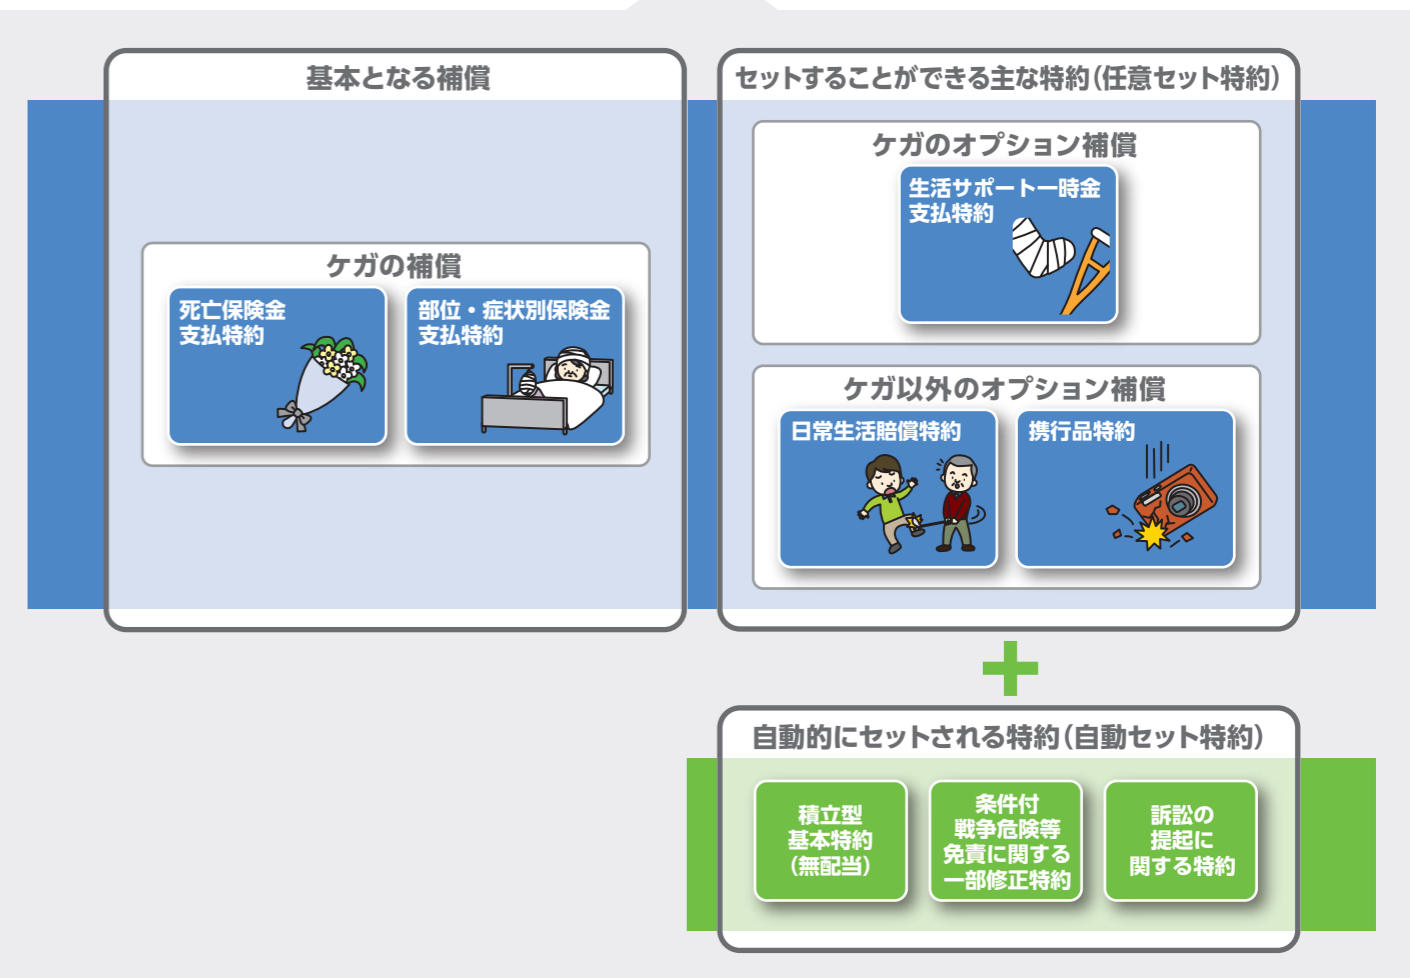 基本となる補償
ケガの補償
死亡保険金
支払特約
部位・症状別保険金
支払特約
セットすることができる主な特約（任意セット特約）
ケガのオプション補償
生活サポート一時金
支払特約
ケガ以外のオプション補償
日常生活賠償特約
携行品特約
自動的にセットされる特約（自動セット特約）
積立型
基本特約
（無配当）
条件付
戦争危険等
免責に関する
一部修正特約
訴訟の
提起に
関する特約